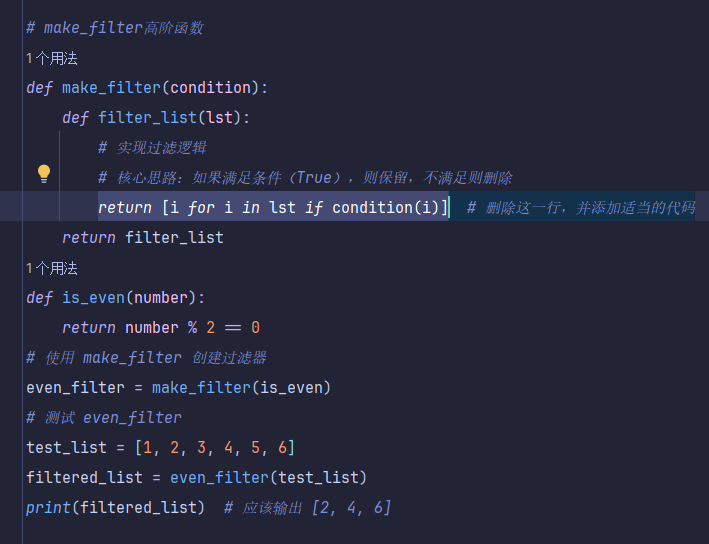 # make_filter高阶函数
1个用法
def make_filter(condition):
    def filter_list(lst):
        # 实现过滤逻辑
        # 核心思路：如果满足条件（True），则保留，不满足则删除
        return [i for i in lst if condition(i)]  # 删除这一行，并添加适当的代码
    return filter_list
1个用法
def is_even(number):
    return number % 2 == 0
# 使用 make_filter 创建过滤器
even_filter = make_filter(is_even)
# 测试 even_filter
test_list = [1, 2, 3, 4, 5, 6]
filtered_list = even_filter(test_list)
print(filtered_list)  # 应该输出 [2, 4, 6]